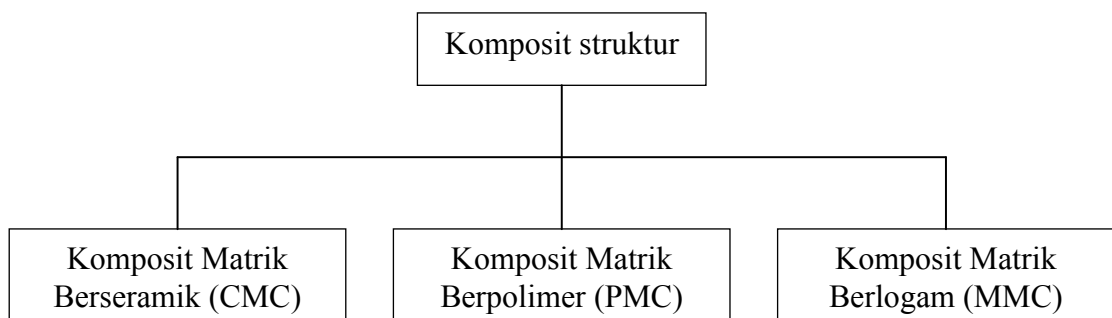 Komposit struktur
Komposit Matrik
Berseramik (CMC)
Komposit Matrik
Berpolimer (PMC)
Komposit Matrik
Berlogam (MMC)